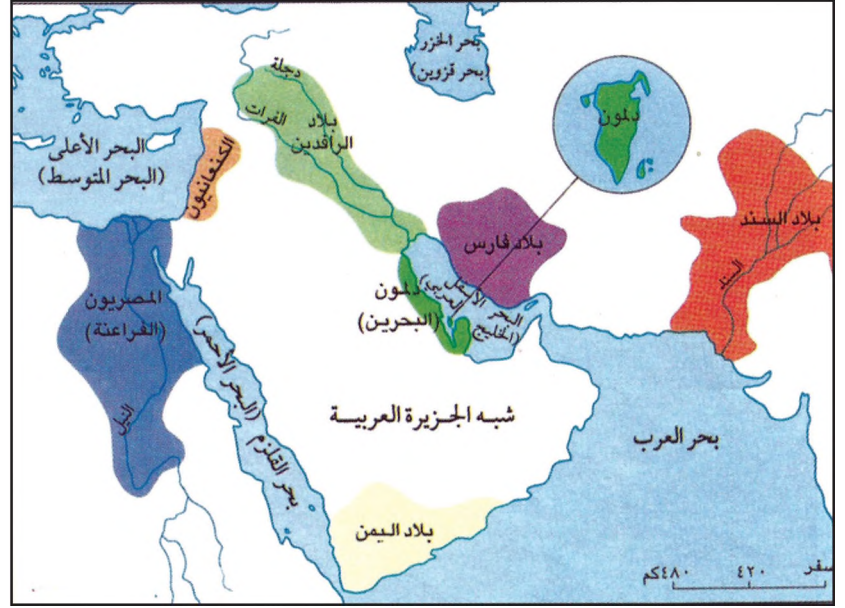 بحر الخزر
(بحر قزوين)
دلمون
دجلة
الفرات
بلاد
الرافدين
البحر الأعلى
(البحر المتوسط)
الكنعانيون
بلاد السند
السند
بلاد فارس
البحر الأسفل
(الخليج العربي)
دلمون
(البحرين)
المصريون
(الفراعنة)
النيل
بحر القلزم (البحر الأحمر)
شبه الجزيرة العربية
بحر العرب
بلاد اليمن
صفر ٤٢٠ ٤٨٠كم